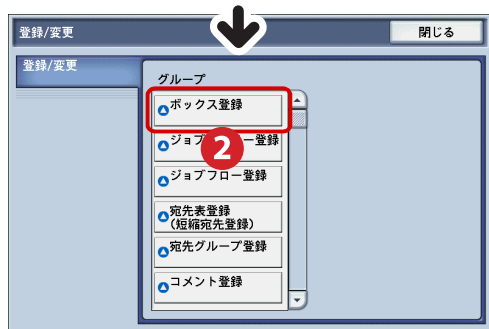 登録/変更
閉じる
登録/変更
グループ
ボックス登録
ジョブ
ー登録
2
ジョブフロー登録
宛先表登録
(短縮宛先登録)
宛先グループ登録
コメント登録